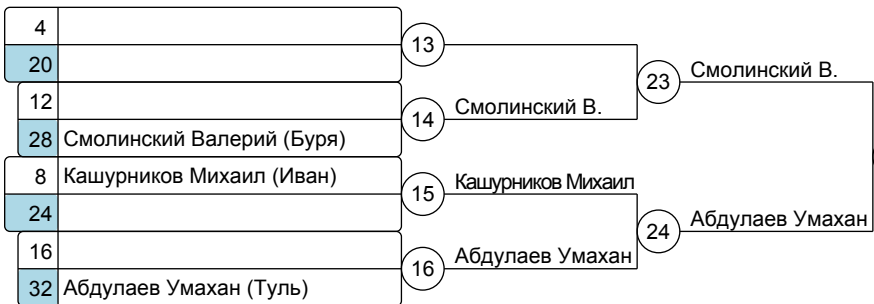 4
13
20
23 Смолинский В.
12
14 Смолинский В.
28 Смолинский Валерий (Буря)
8 Кашурников Михаил (Иван)
15 Кашурников Михаил
24
24 Абдулаев Умахан
16
16 Абдулаев Умахан
32 Абдулаев Умахан (Туль)